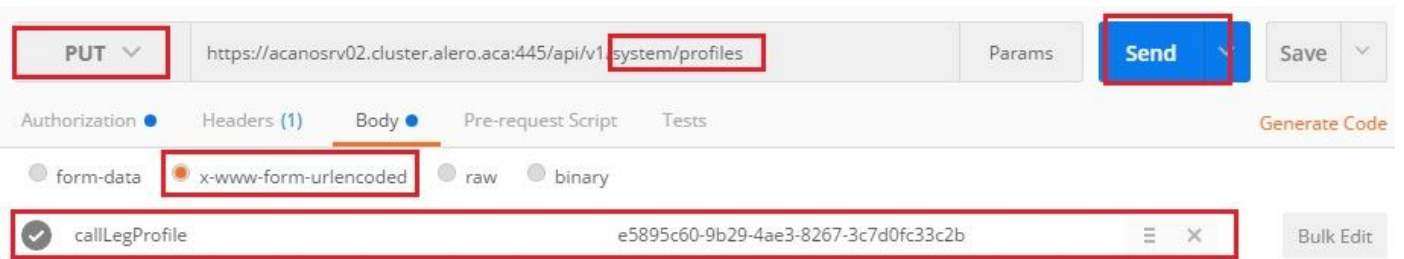 PUT https://acanosrv02.cluster.alero.aca:445/api/v1/system/profiles Params Send Save
Authorization Headers (1) Body Pre-request Script Tests Generate Code
form-data x-www-form-urlencoded raw binary
callLegProfile e5895c60-9b29-4ae3-8267-3c7d0fc33c2b Bulk Edit